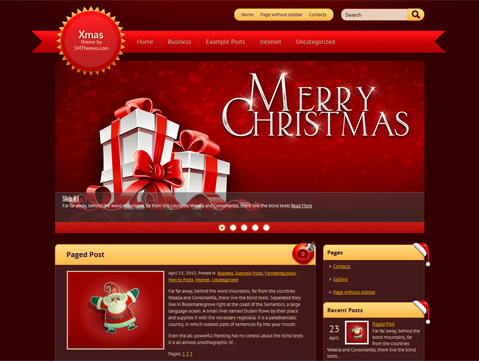 Home Page without sidebar Contacts
Search
Xmas
theme by
SMThemes.com
Home Business Example Posts Internet Uncategorized
MERRY
CHRISTMAS
Slide #1
Far far away, behind the word mountains, far from the countries Vokalia and Consonantia, there live the blind texts Read More
Paged Post
0
April 23, 2012, Posted in Business, Example Posts, Formatting posts,
How-to Posts, Internet, Uncategorized
Far far away, behind the word mountains, far from the countries
Vokalia and Consonantia, there live the blind texts. Separated they
live in Bookmarksgrove right at the coast of the Semantics, a large
language ocean. A small river named Duden flows by their place
and supplies it with the necessary regelialia. It is a paradisematic
country, in which roasted parts of sentences fly into your mouth.
Even the all-powerful Pointing has no control about the blind texts
it is an almost unorthographic of...
Pages: 1 2 3
Pages
Contacts
Gallery
Page without sidebar
Recent Posts
23
April
Paged Post
Far far away, behind the
word mountains, far
from the countries
Vokalia and Consonantia, there live the blind
texts....